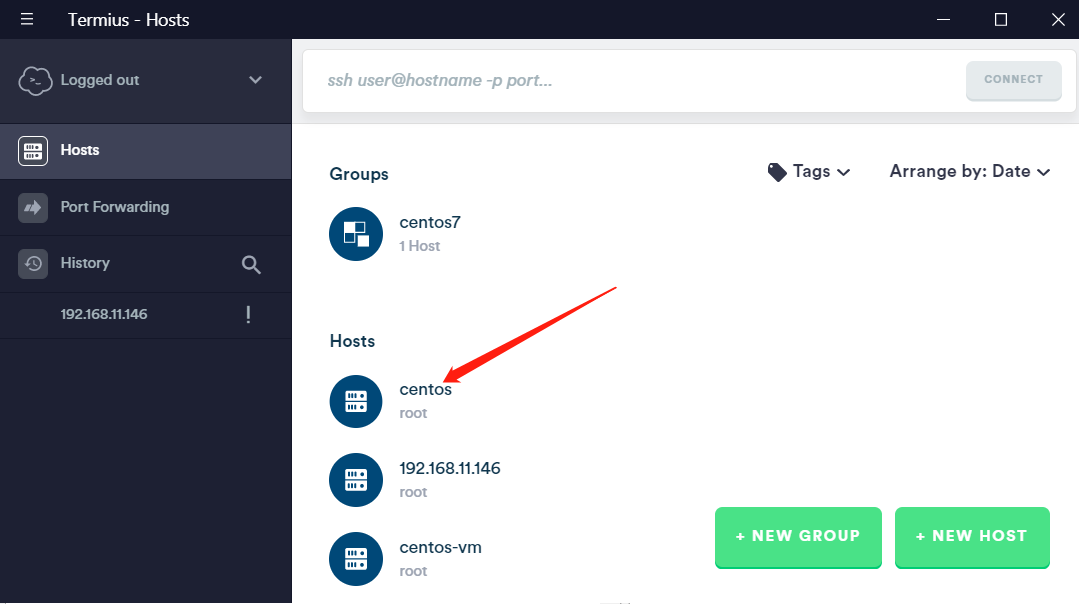 Termius - Hosts
Logged out
ssh user@hostname -p port...
CONNECT
Hosts
Port Forwarding
History
192.168.11.146
Groups
Tags
Arrange by: Date
centos7
1 Host
Hosts
centos
root
192.168.11.146
root
centos-vm
root
+ NEW GROUP
+ NEW HOST